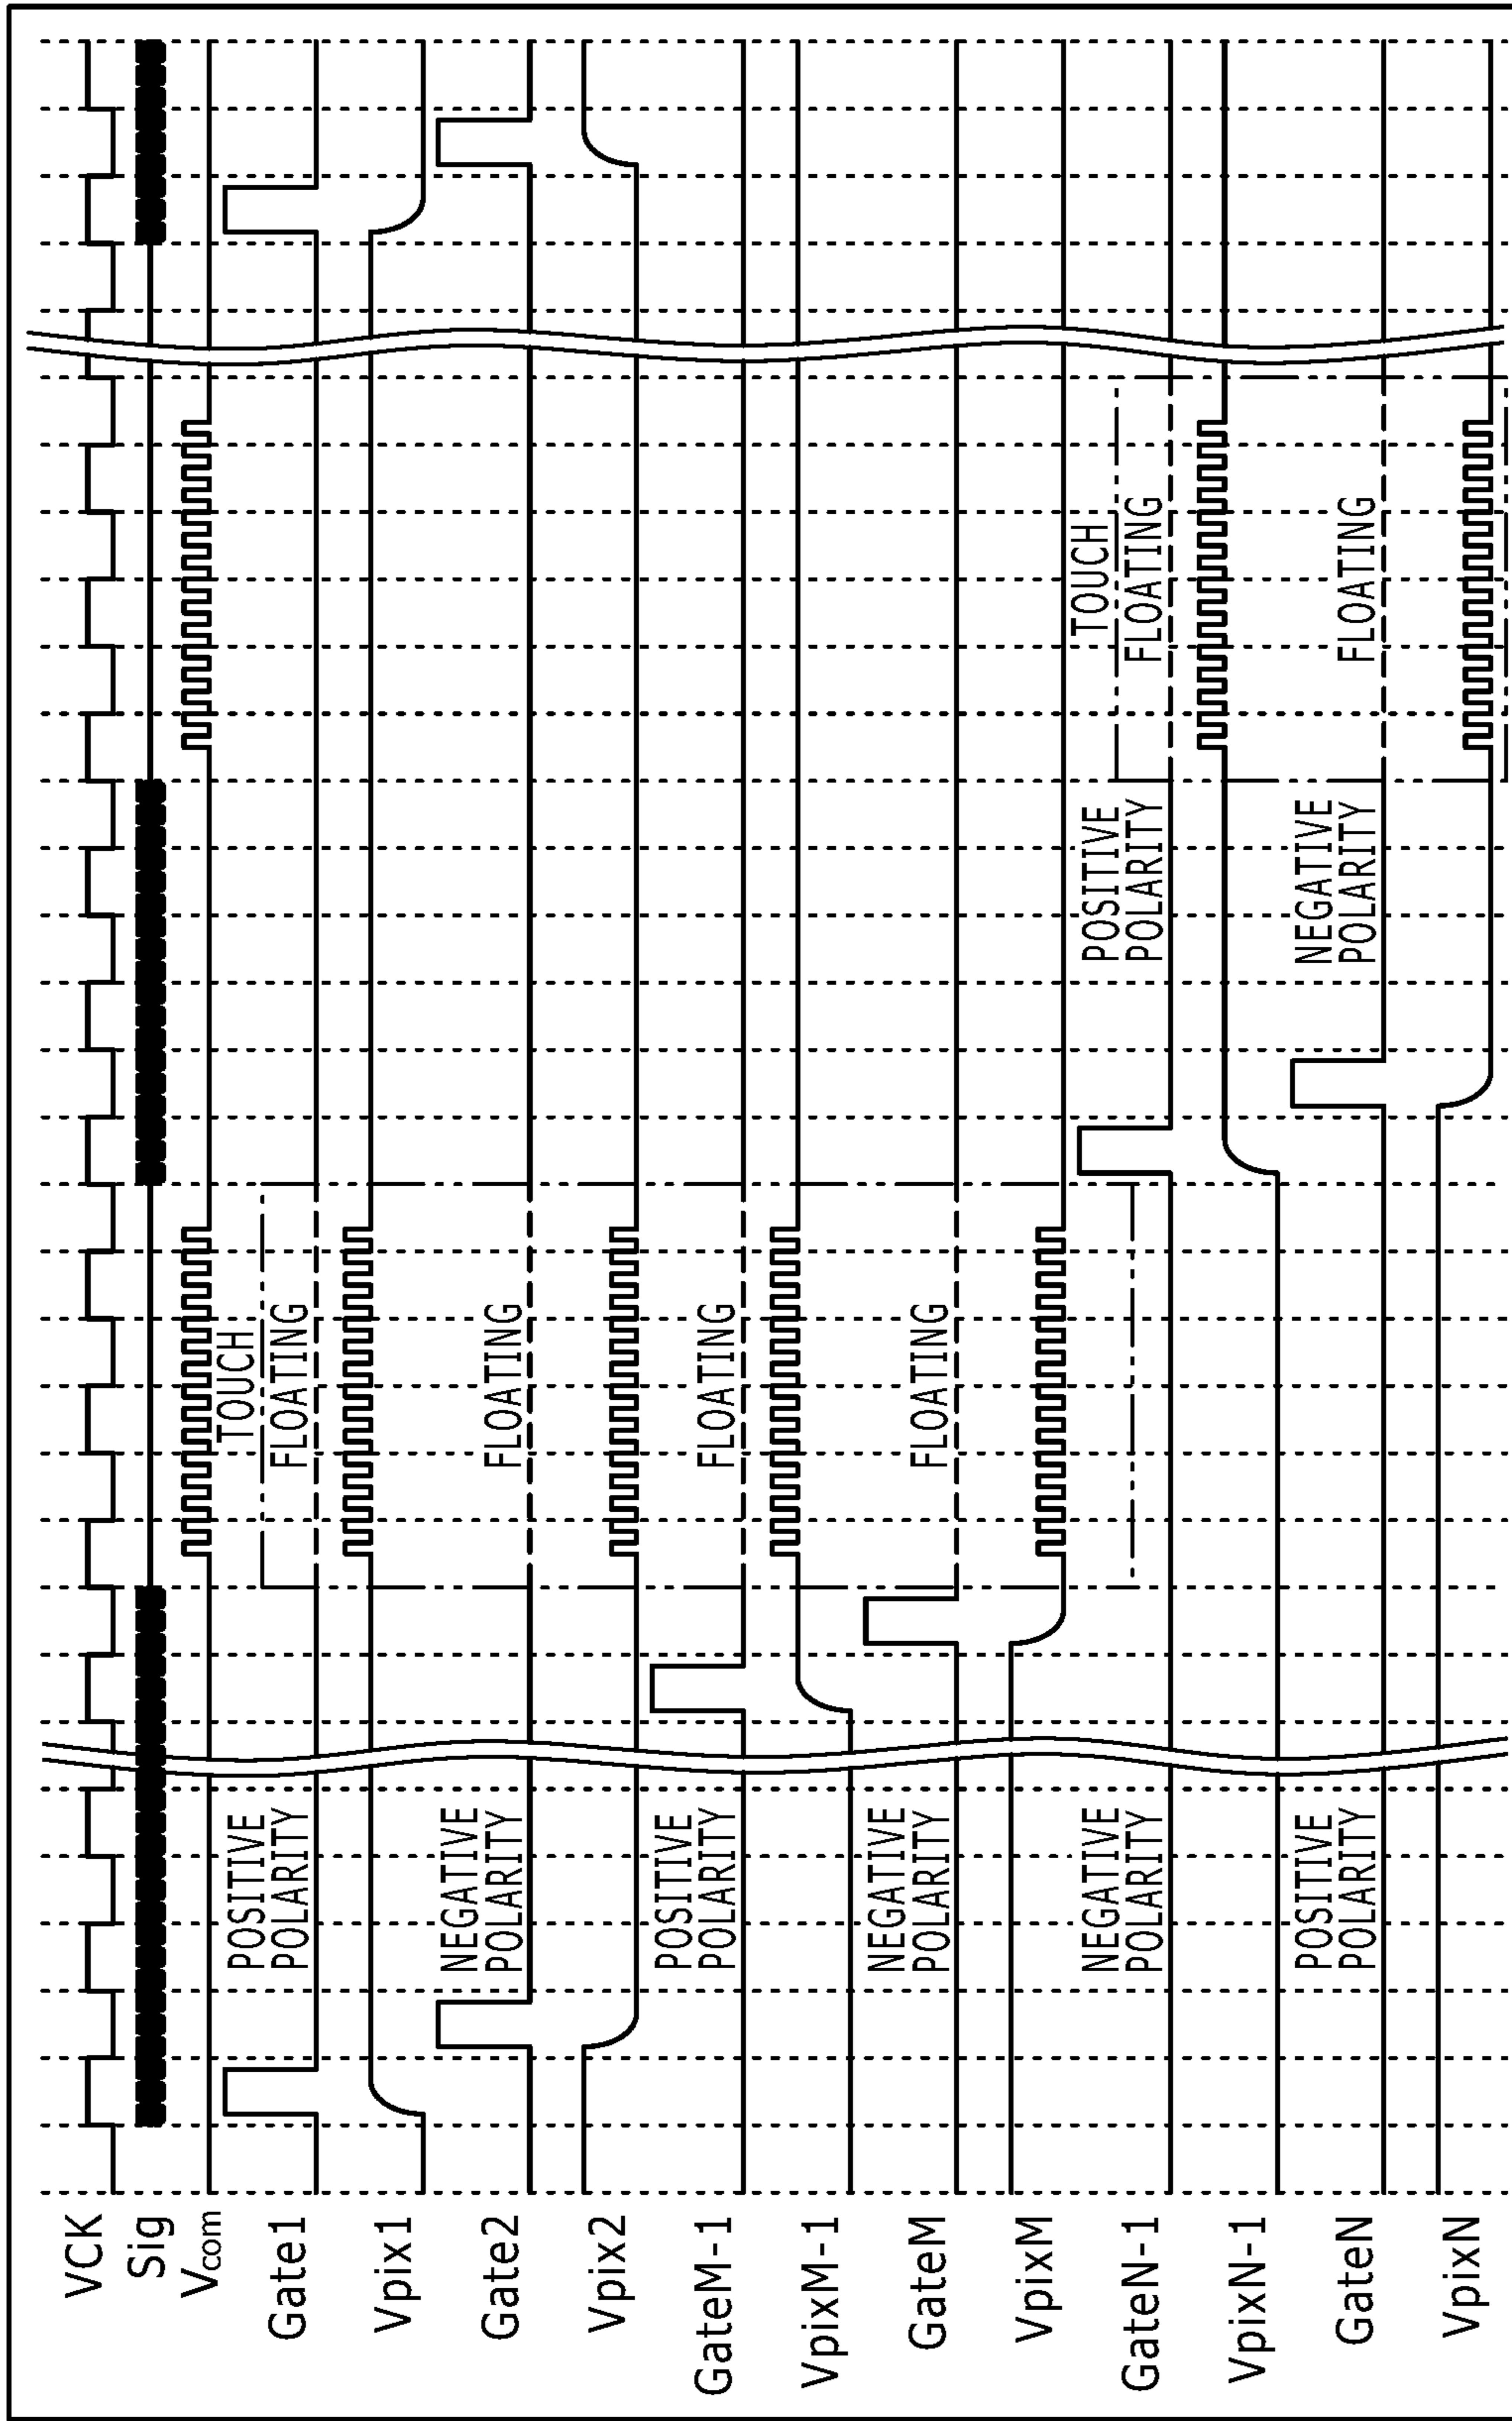 VCK
Sig
Vcom
TOUCH
Gate1
POSITIVE
POLARITY
FLOATING
Vpix1
Gate2
NEGATIVE
POLARITY
FLOATING
Vpix2
GateM-1
POSITIVE
POLARITY
FLOATING
VpixM-1
GateM
NEGATIVE
POLARITY
FLOATING
VpixM
TOUCH
GateN-1
NEGATIVE
POLARITY
POSITIVE
POLARITY
FLOATING
VpixN-1
GateN
POSITIVE
POLARITY
NEGATIVE
POLARITY
FLOATING
VpixN